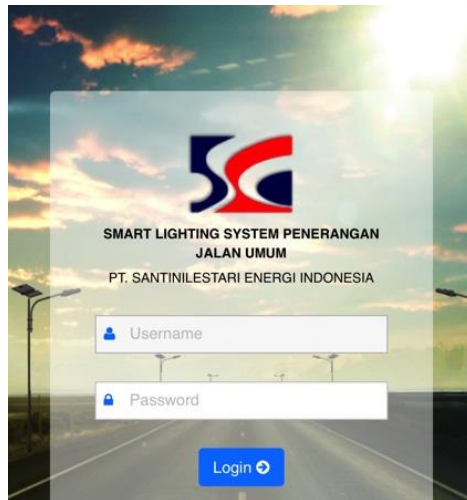 SMART LIGHTING SYSTEM PENERANGAN
JALAN UMUM
PT. SANTINILESTARI ENERGI INDONESIA
Username
Password
Login